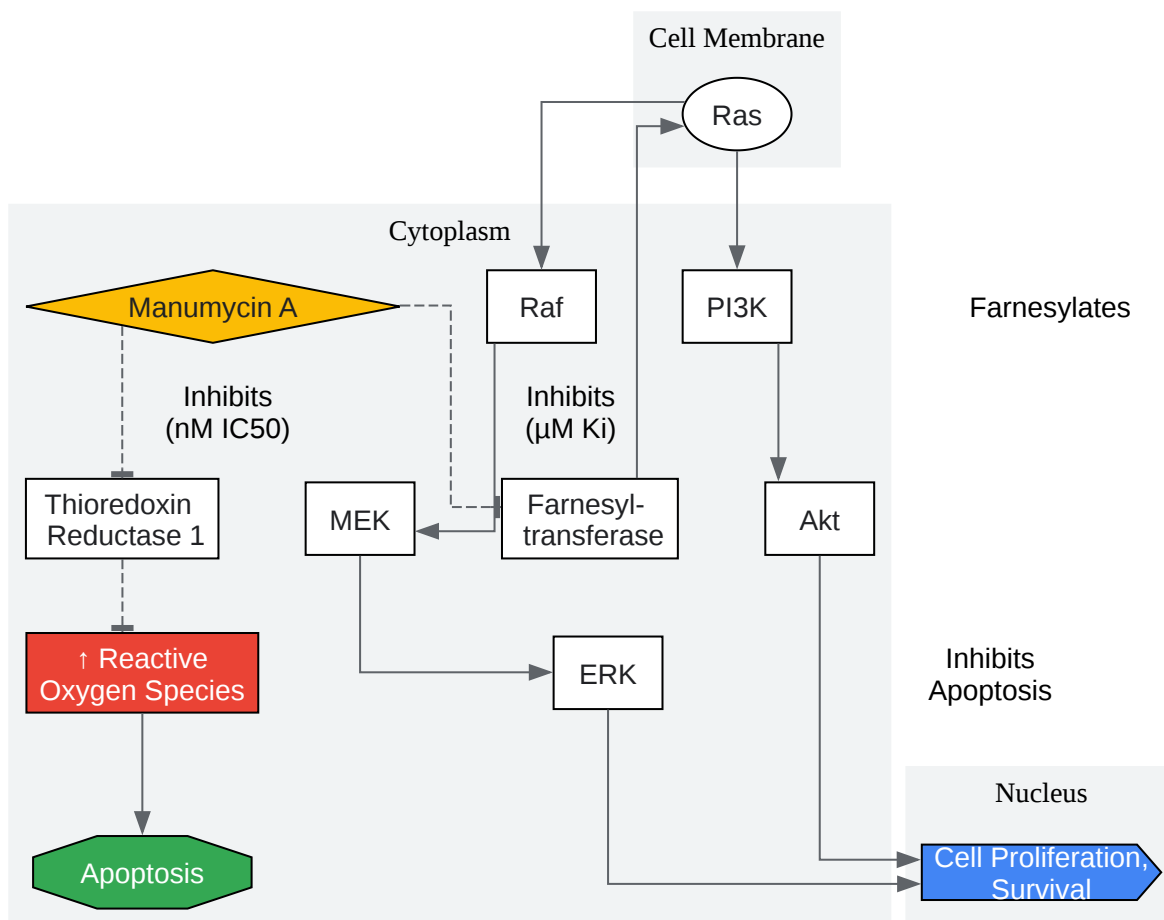 Cell Membrane
Ras
Cytoplasm
Manumycin A
Raf
PI3K
Farnesylates
Inhibits
(nM IC50)
Inhibits
(µM Ki)
Thioredoxin
Reductase 1
MEK
Farnesyl-
transferase
Akt
↑ Reactive
Oxygen Species
ERK
Inhibits
Apoptosis
Nucleus
Apoptosis
Cell Proliferation,
Survival